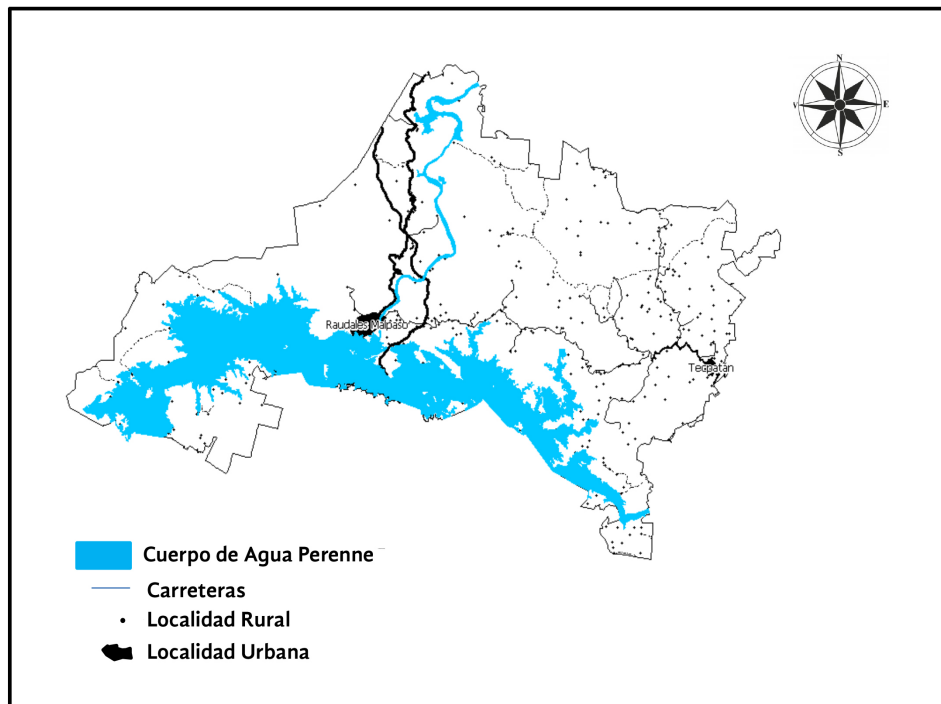 N
V
E
S
Raudales Malpaso
Tecpatán
Cuerpo de Agua Perenne
Carreteras
Localidad Rural
Localidad Urbana